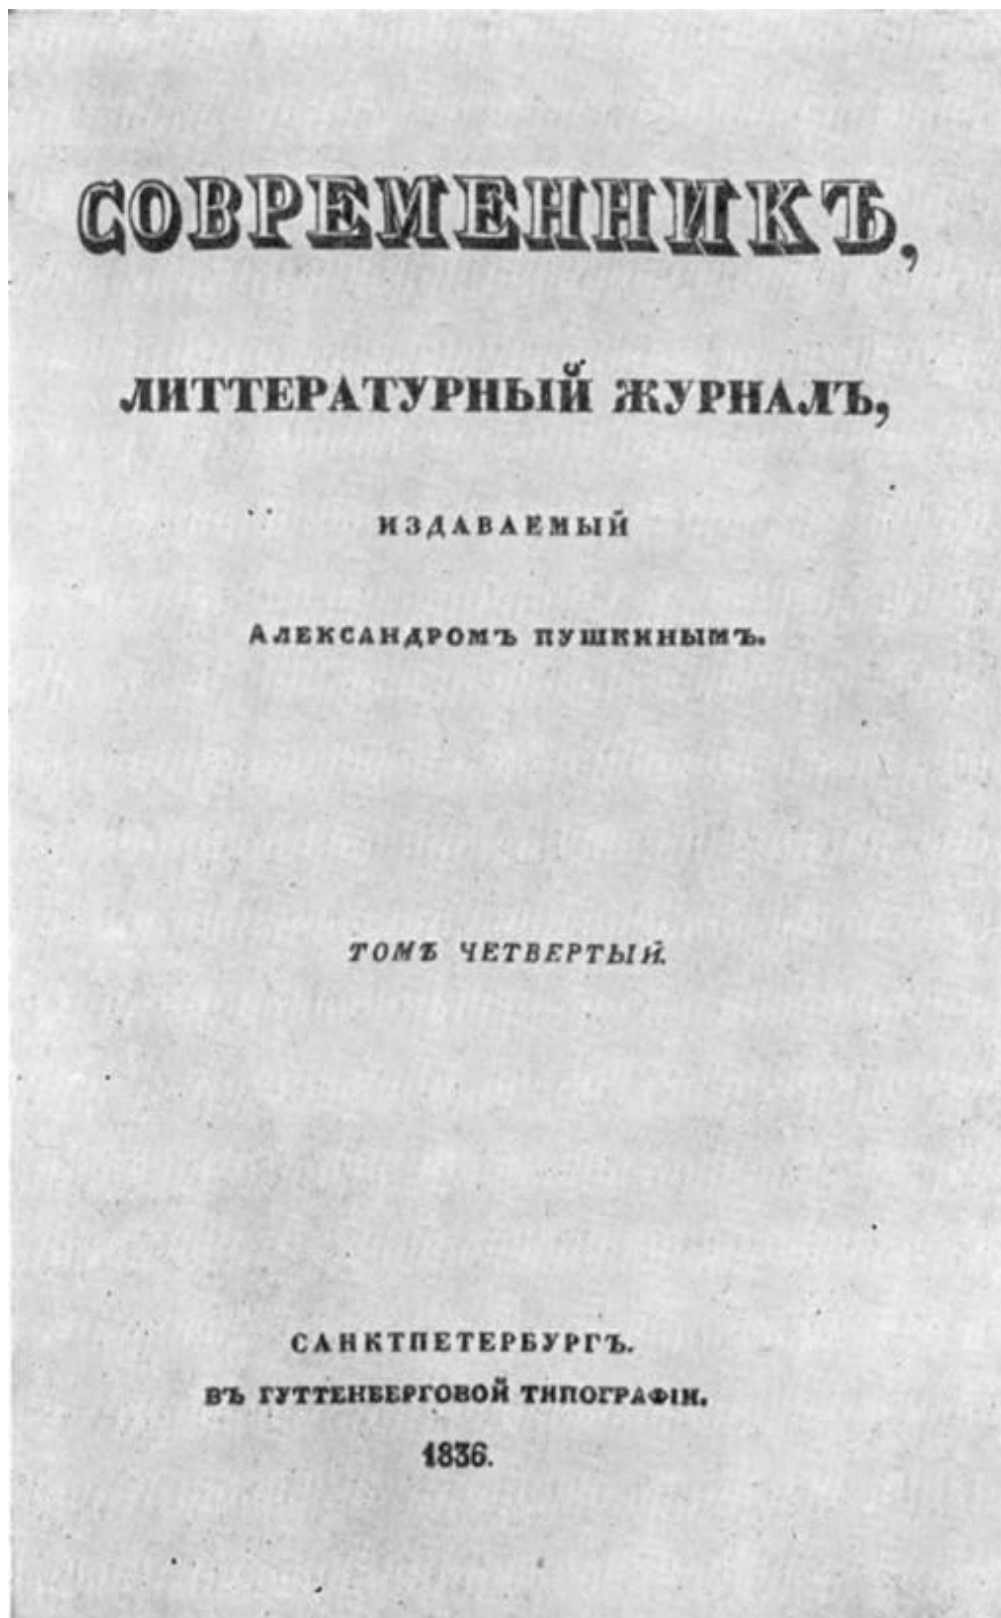 СОВРЕМЕННИКЪ,
ЛИТТЕРАТУРНЫЙ ЖУРНАЛЪ,
ИЗДАВАЕМЫЙ
АЛЕКСАНДРОМЪ ПУШКИНЫМЪ.
ТОМЪ ЧЕТВЕРТЫЙ.
САНКТПЕТЕРБУРГЪ.
ВЪ ГУТТЕНБЕРГОВОЙ ТИПОГРАФІИ.
1836.